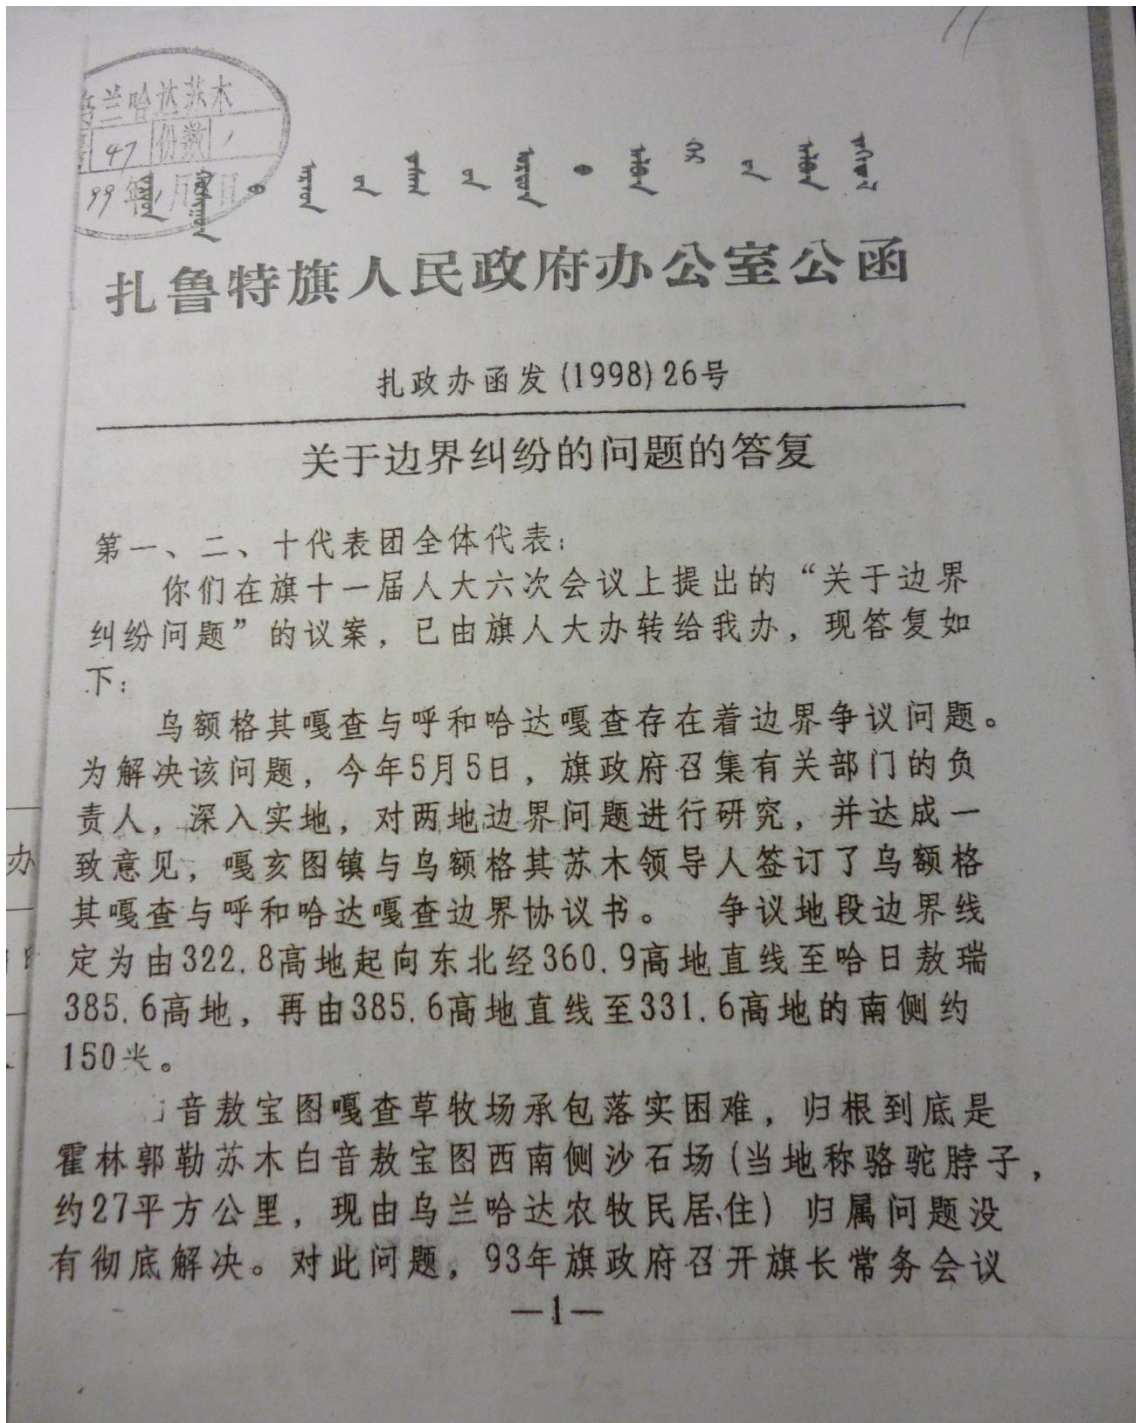 兰哈达苏木
47 份数 1
99年 月 日
扎鲁特旗人民政府办公室公函
扎政办函发(1998)26号
关于边界纠纷的问题的答复
第一、二、十代表团全体代表:
你们在旗十一届人大六次会议上提出的“关于边界
纠纷问题”的议案，已由旗人大办转给我办，现答复如
下:
乌额格其嘎查与呼和哈达嘎查存在着边界争议问题。
为解决该问题，今年5月5日，旗政府召集有关部门的负
责人，深入实地，对两地边界问题进行研究，并达成一
致意见，嘎亥图镇与乌额格其苏木领导人签订了乌额格
其嘎查与呼和哈达嘎查边界协议书。 争议地段边界线
定为由322.8高地起向东北经360.9高地直线至哈日敖瑞
385.6高地，再由385.6高地直线至331.6高地的南侧约
150米。
音敖宝图嘎查草牧场承包落实困难，归根到底是
霍林郭勒苏木白音敖宝图西南侧沙石场(当地称骆驼脖子，
约27平方公里，现由乌兰哈达农牧民居住) 归属问题没
有彻底解决。对此问题，93年旗政府召开旗长常务会议
—1—
办